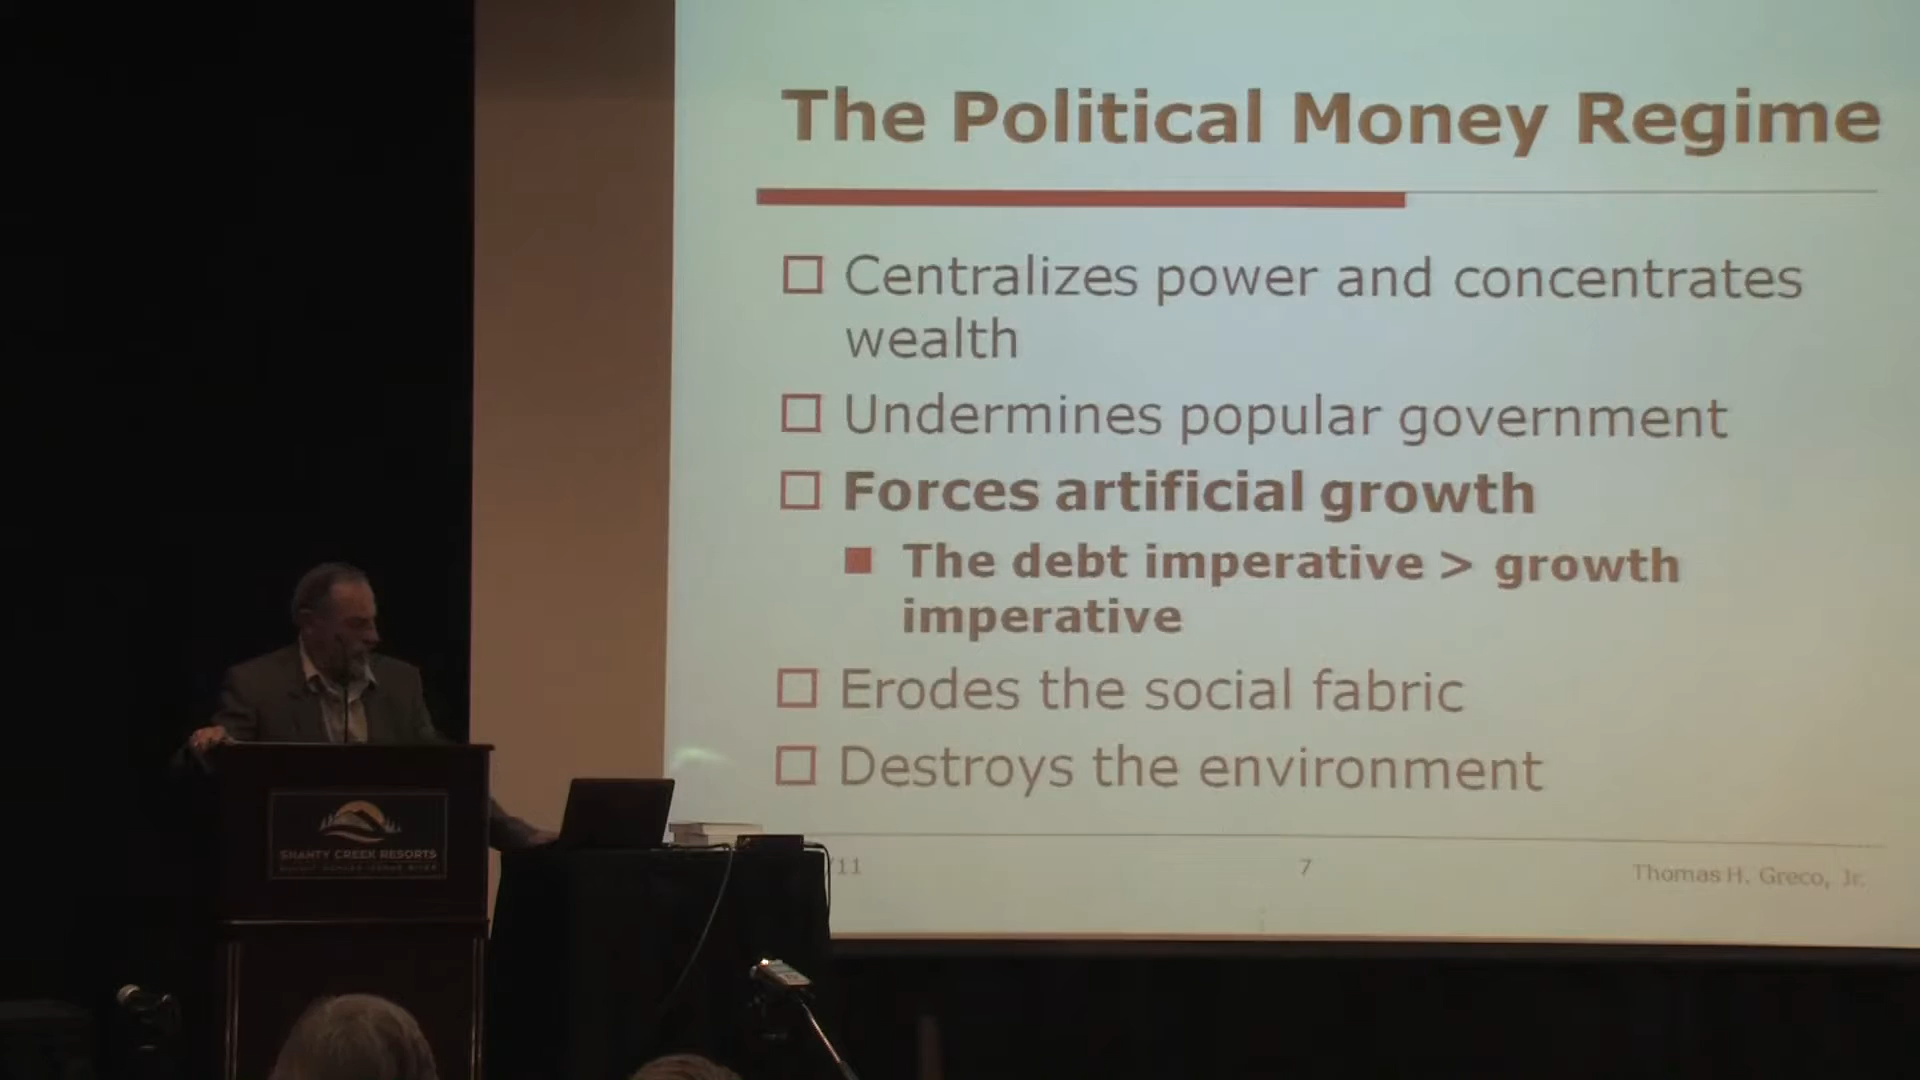 The Political Money Regime
Centralizes power and concentrates
wealth
Undermines popular government
Forces artificial growth
The debt imperative > growth
imperative
Erodes the social fabric
Destroys the environment
/11
7
Thomas H. Greco, Jr.
SHANTY CREEK RESORTS